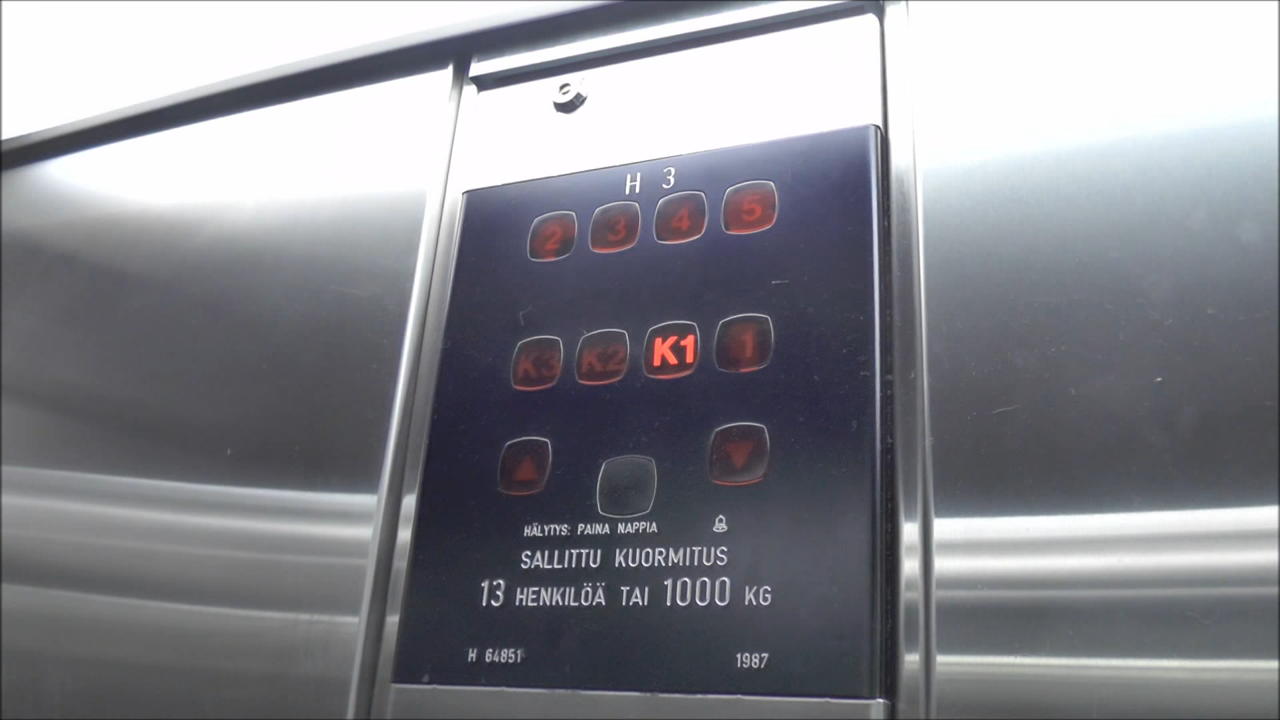 H 3
2 3 4 5
K3 K2 K1 1
HÄLYTYS: PAINA NAPPIA
SALLITTU KUORMITUS
13 HENKILÖÄ TAI 1000 KG
H 64851 1987